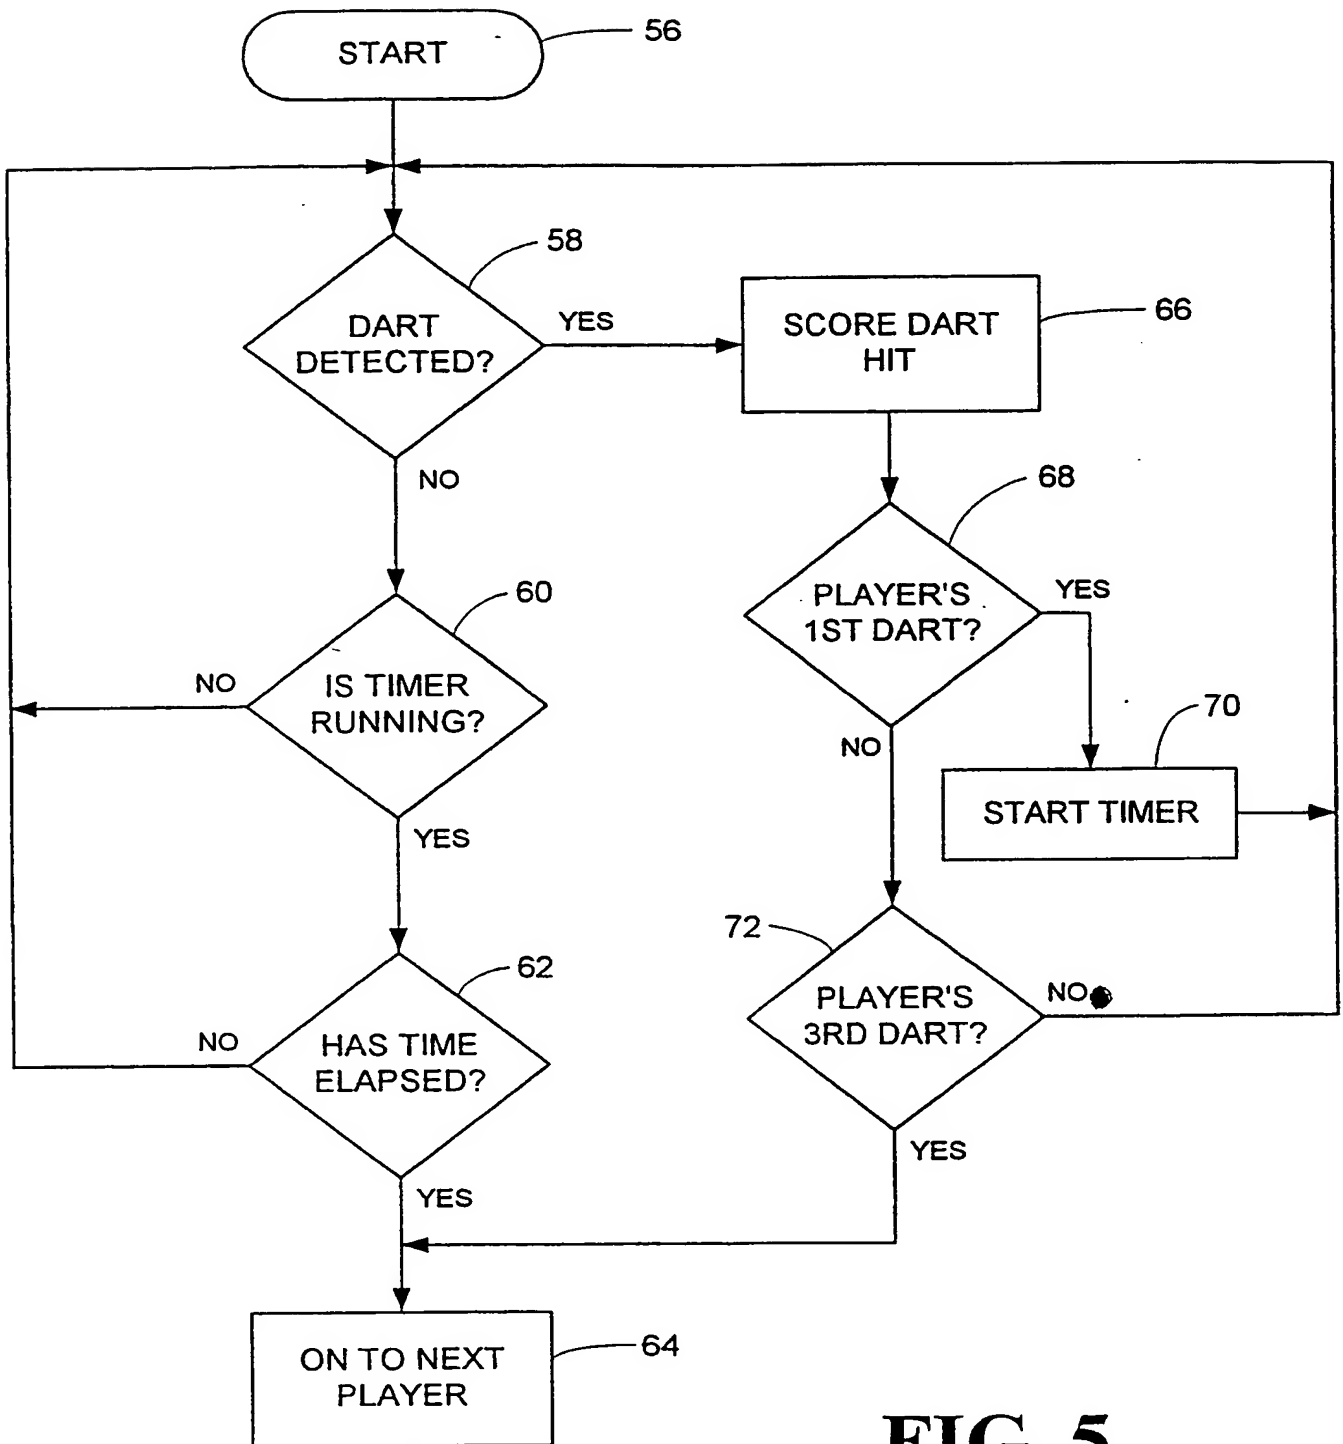 START
56
58
DART
DETECTED?
YES
SCORE DART
HIT
66
NO
68
60
PLAYER'S
1ST DART?
YES
NO
IS TIMER
RUNNING?
NO
70
START TIMER
YES
72
62
PLAYER'S
3RD DART?
NO
NO
HAS TIME
ELAPSED?
YES
YES
64
ON TO NEXT
PLAYER
FIG. 5